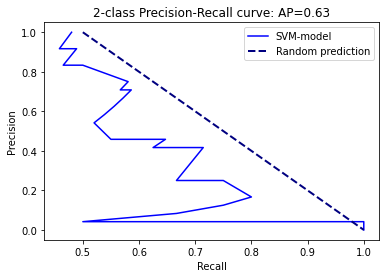 2-class Precision-Recall curve: AP=0.63
SVM-model
Random prediction
1.0
0.8
0.6
0.4
0.2
0.0
Precision
0.5
0.6
0.7
0.8
0.9
1.0
Recall